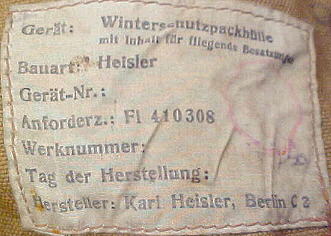 Gerät: Winterschutzpackhülle
mit Inhalt für fliegende Besatzung
Bauart: Heisler
Gerät-Nr.:
Anforderz.: Fl 410308
Werknummer:
Tag der Herstellung:
Hersteller: Karl Heisler, Berlin C 2